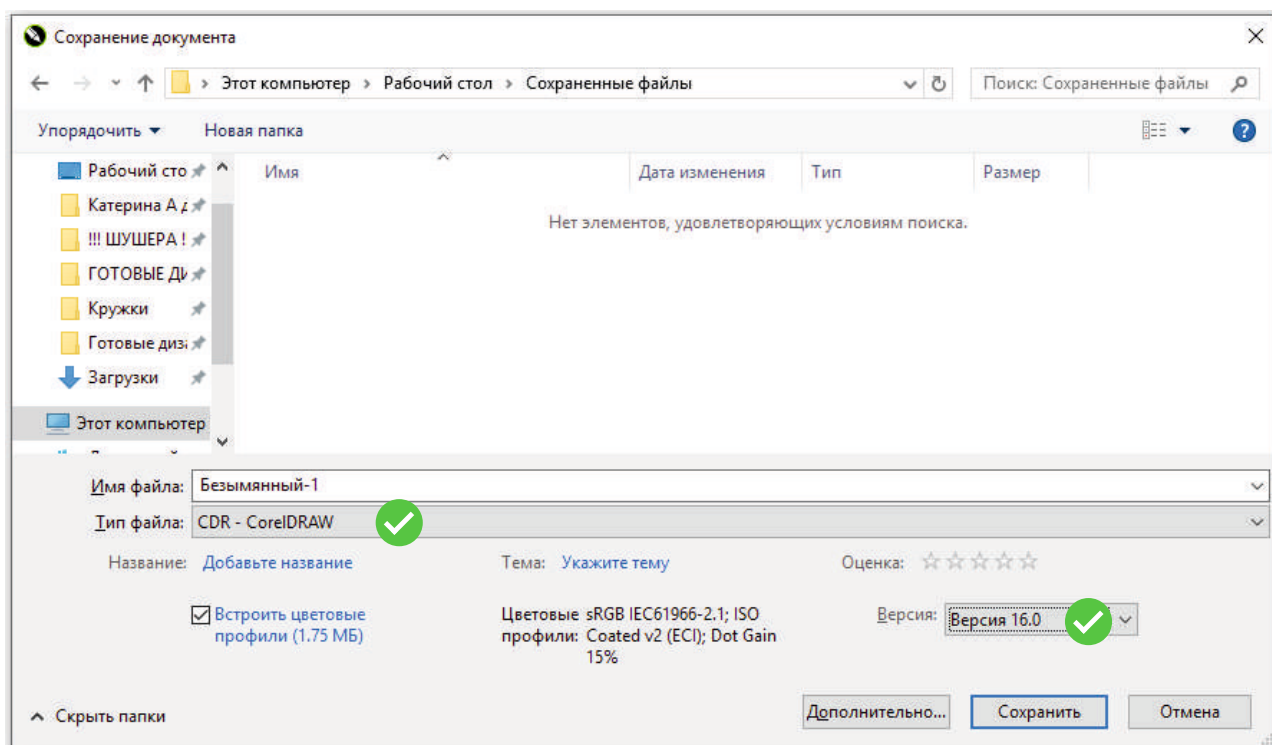 Сохранение документа
Этот компьютер > Рабочий стол > Сохраненные файлы
Поиск: Сохраненные файлы
Упорядочить
Новая папка
Имя
Дата изменения
Тип
Размер
Нет элементов, удовлетворяющих условиям поиска.
Рабочий сто
Катерина А
!!! ШУШЕРА !
ГОТОВЫЕ ДИ
Кружки
Готовые диз
Загрузки
Этот компьютер
Имя файла: Безымянный-1
Тип файла: CDR - CorelDRAW
Название: Добавьте название
Тема: Укажите тему
Оценка:
Встроить цветовые
профили (1.75 МБ)
Цветовые
профили:
sRGB IEC61966-2.1; ISO
Coated v2 (ECI); Dot Gain
15%
Версия: Версия 16.0
Скрыть папки
Дополнительно...
Сохранить
Отмена